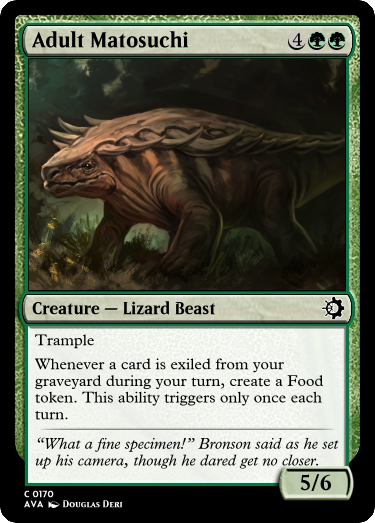 Adult Matosuchi 4
Creature — Lizard Beast
Trample
Whenever a card is exiled from your
graveyard during your turn, create a Food
token. This ability triggers only once each
turn.
“What a fine specimen!” Bronson said as he set
up his camera, though he dared get no closer.
5/6
C 0170
AVA Douglas Deri